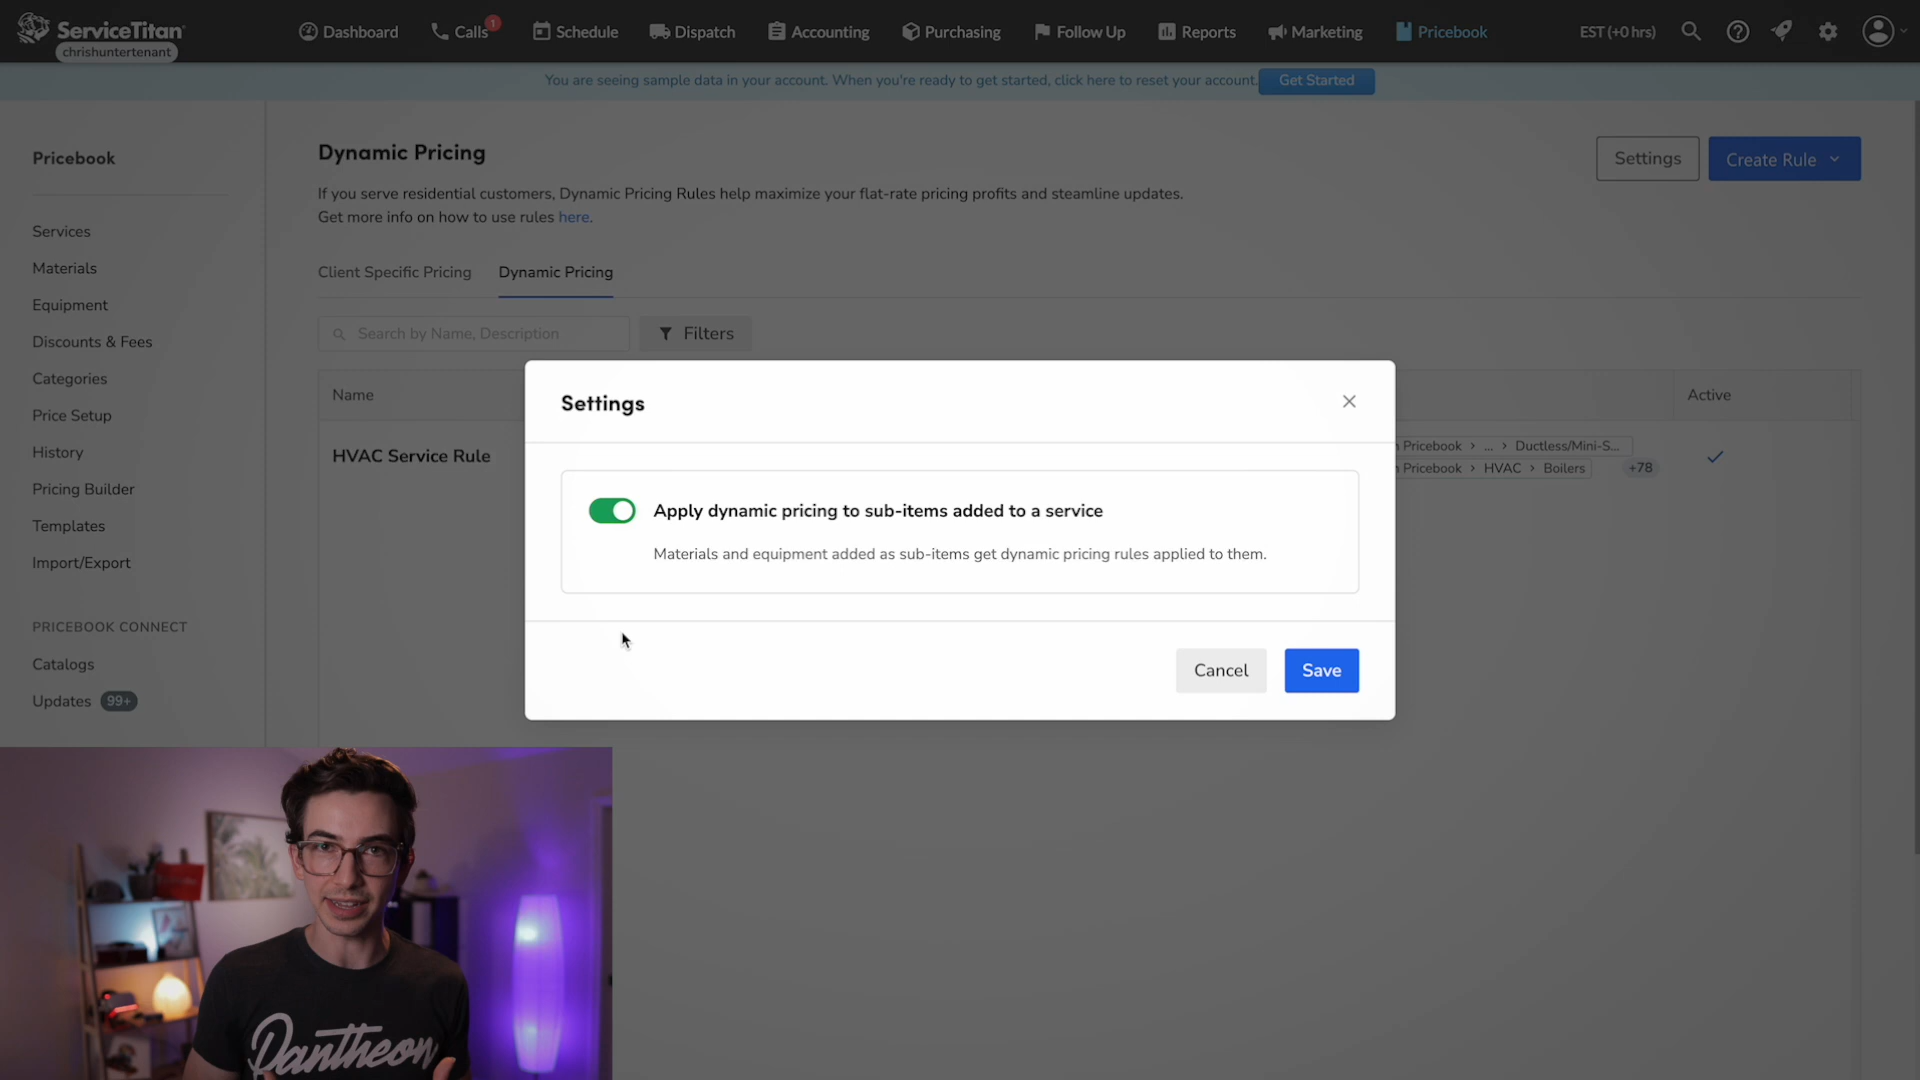 ServiceTitan
chrishuntertenant
Dashboard
Calls
1
Schedule
Dispatch
Accounting
Purchasing
Follow Up
Reports
Marketing
Pricebook
EST (+0 hrs)
You are seeing sample data in your account. When you're ready to get started, click here to reset your account.
Get Started
Pricebook
Services
Materials
Equipment
Discounts & Fees
Categories
Price Setup
History
Pricing Builder
Templates
Import/Export
PRICEBOOK CONNECT
Catalogs
Updates 99+
Dynamic Pricing
Settings
Create Rule
If you serve residential customers, Dynamic Pricing Rules help maximize your flat-rate pricing profits and steamline updates.
Get more info on how to use rules here.
Client Specific Pricing
Dynamic Pricing
Search by Name, Description
Filters
Name
Active
HVAC Service Rule
Pricebook > ... > Ductless/Mini-S...
Pricebook > HVAC > Boilers
+78
Settings
Apply dynamic pricing to sub-items added to a service
Materials and equipment added as sub-items get dynamic pricing rules applied to them.
Cancel
Save
Pantheon